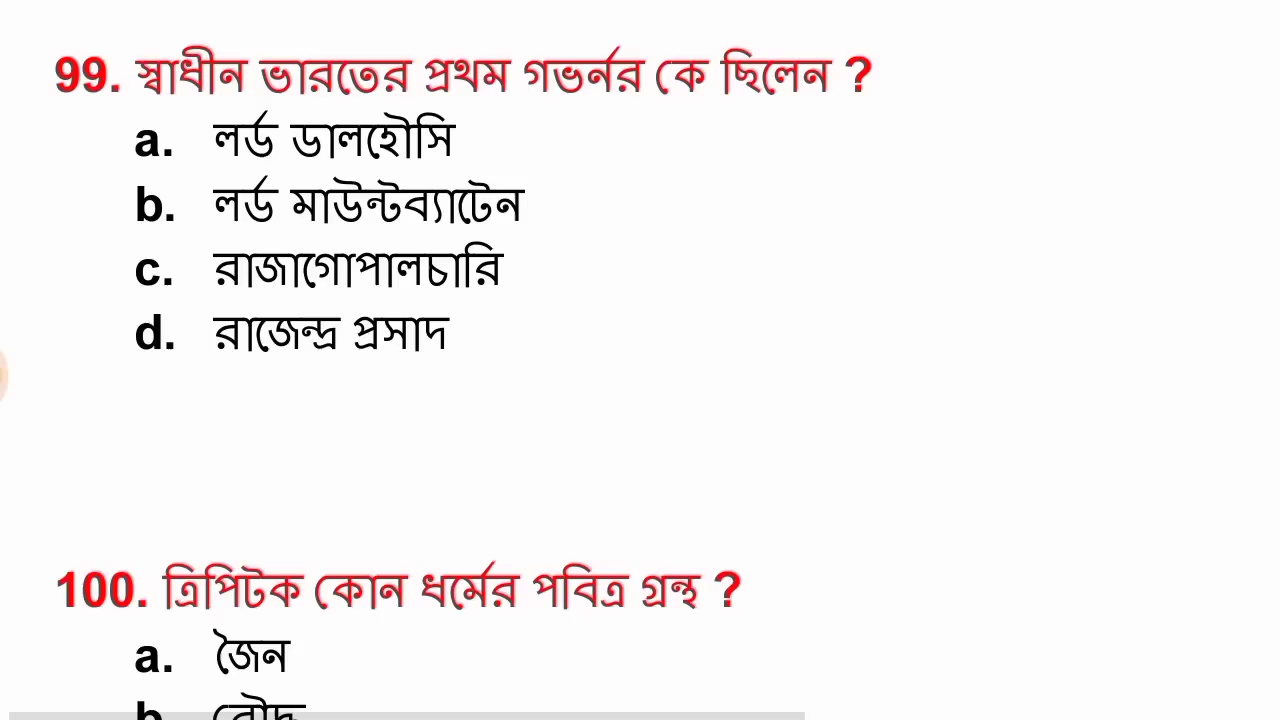 99. স্বাধীন ভারতের প্রথম গভর্নর কে ছিলেন ?
a. লর্ড ডালহৌসি
b. লর্ড মাউন্টব্যাটেন
c. রাজাগোপালচারি
d. রাজেন্দ্র প্রসাদ
100. ত্রিপিটক কোন ধর্মের পবিত্র গ্রন্থ ?
a. জৈন
b.